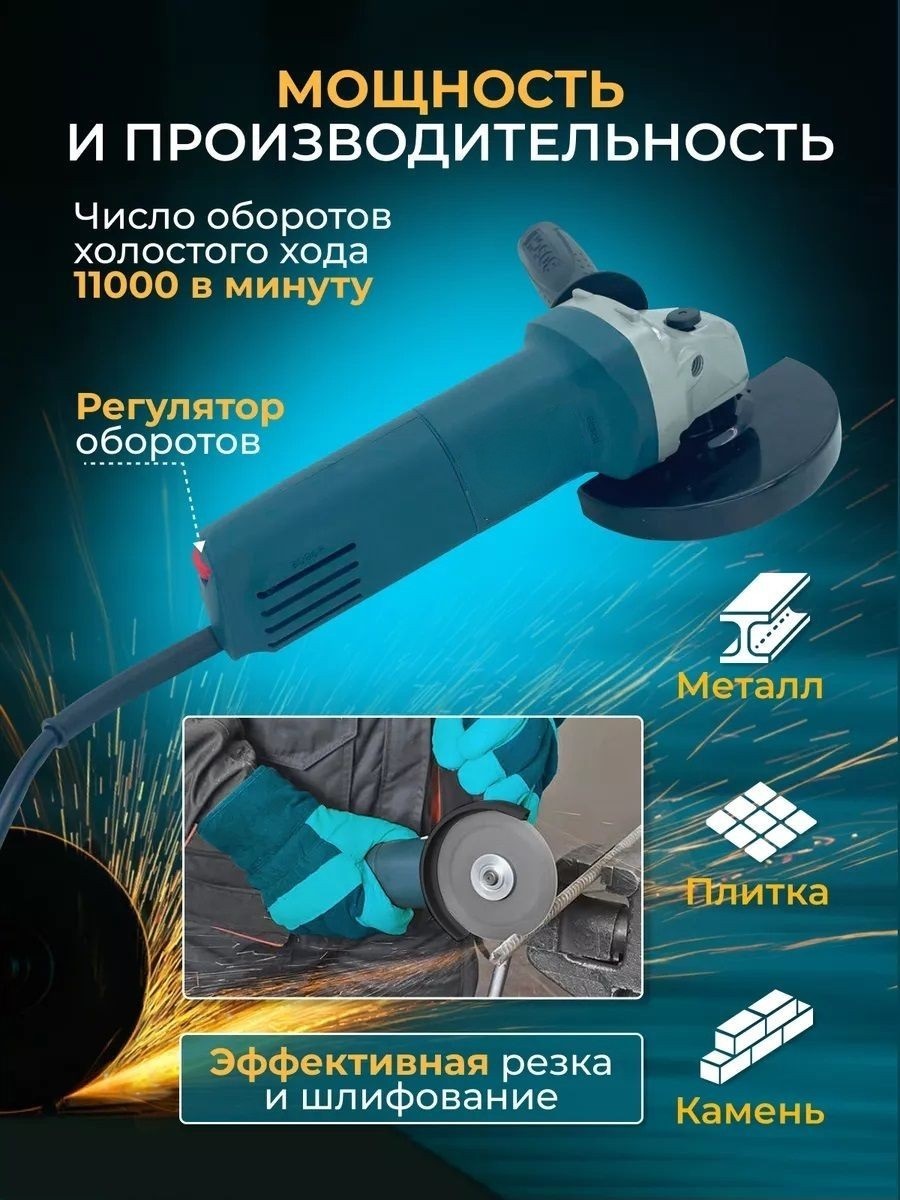 МОЩНОСТЬ
И ПРОИЗВОДИТЕЛЬНОСТЬ
Число оборотов
холостого хода
11000 в минуту
Регулятор
оборотов
Металл
Плитка
Эффективная резка
и шлифование
Камень